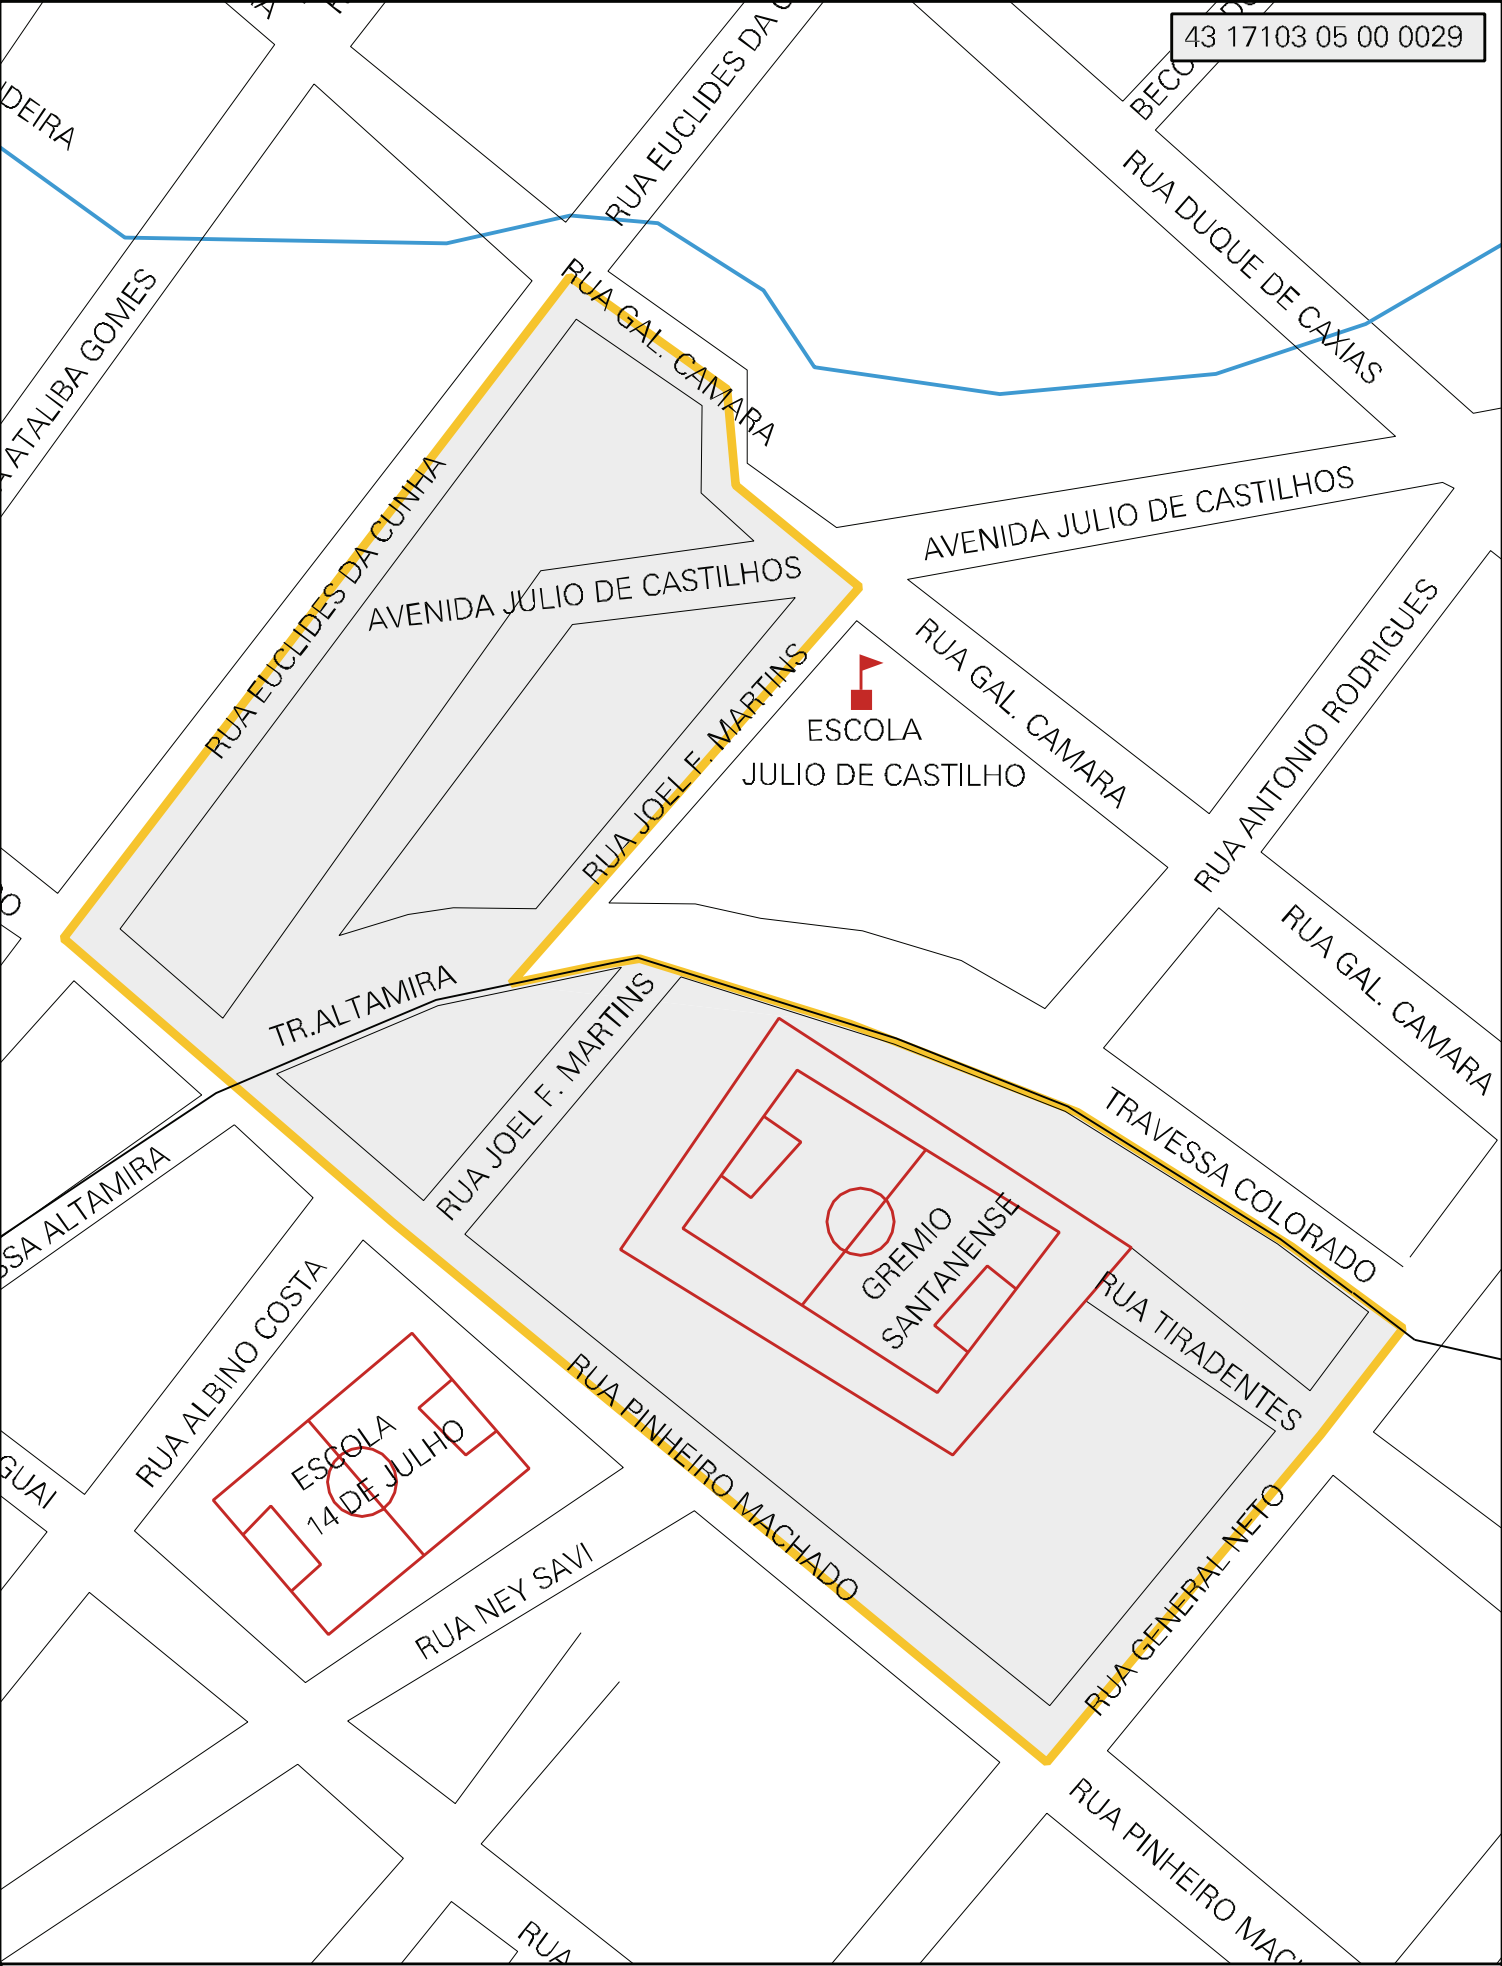 43 17103 05 00 0029
RUA EUCLIDES DA C
BECO
DEIRA
RUA DUQUE DE CAXIAS
ATALIBA GOMES
RUA GAL. CAMARA
RUA EUCLIDES DA CUNHA
AVENIDA JULIO DE CASTILHOS
AVENIDA JULIO DE CASTILHOS
RUA JOEL F. MARTINS
ESCOLA
JULIO DE CASTILHO
RUA GAL. CAMARA
RUA ANTONIO RODRIGUES
RUA GAL. CAMARA
TR.ALTAMIRA
RUA JOEL F. MARTINS
TRAVESSA COLORADO
SSA ALTAMIRA
GREMIO
SANTANENSE
RUA TIRADENTES
RUA ALBINO COSTA
ESCOLA
14 DE JULHO
RUA PINHEIRO MACHADO
GUAI
RUA NEY SAVI
RUA GENERAL NETO
RUA PINHEIRO MAC
RUA